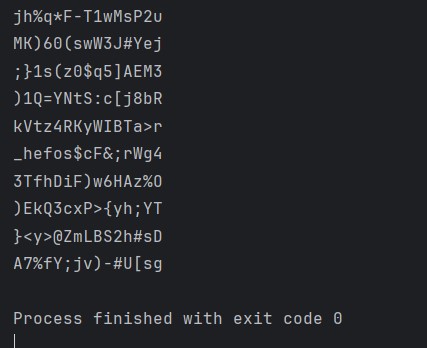 jh%q*F-T1wMsP2u
MK)60(swW3J#Yej
;}1s(z0$q5]AEM3
)1Q=YNtS:c[j8bR
kVtz4RKyWIBTa>r
_hefos$cF&;rWg4
3TfhDiF)w6HAz%O
)EkQ3cxP>{yh;YT
}<y>@ZmLBS2h#sD
A7%fY;jv)-#U[sg
Process finished with exit code 0